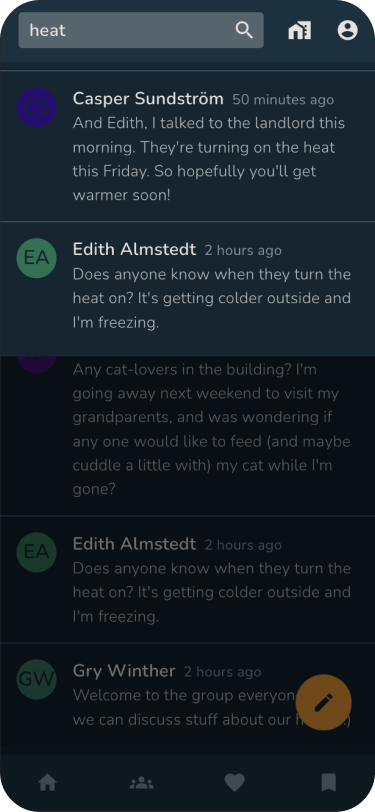 heat
Casper Sundström 50 minutes ago
And Edith, I talked to the landlord this
morning. They're turning on the heat
this Friday. So hopefully you'll get
warmer soon!
EA
Edith Almstedt 2 hours ago
Does anyone know when they turn the
heat on? It's getting colder outside and
I'm freezing.
Any cat-lovers in the building? I'm
going away next weekend to visit my
grandparents, and was wondering if
any one would like to feed (and maybe
cuddle a little with) my cat while I'm
gone?
EA
Edith Almstedt 2 hours ago
Does anyone know when they turn the
heat on? It's getting colder outside and
I'm freezing.
GW
Gry Winther 2 hours ago
Welcome to the group everyon
we can discuss stuff about our